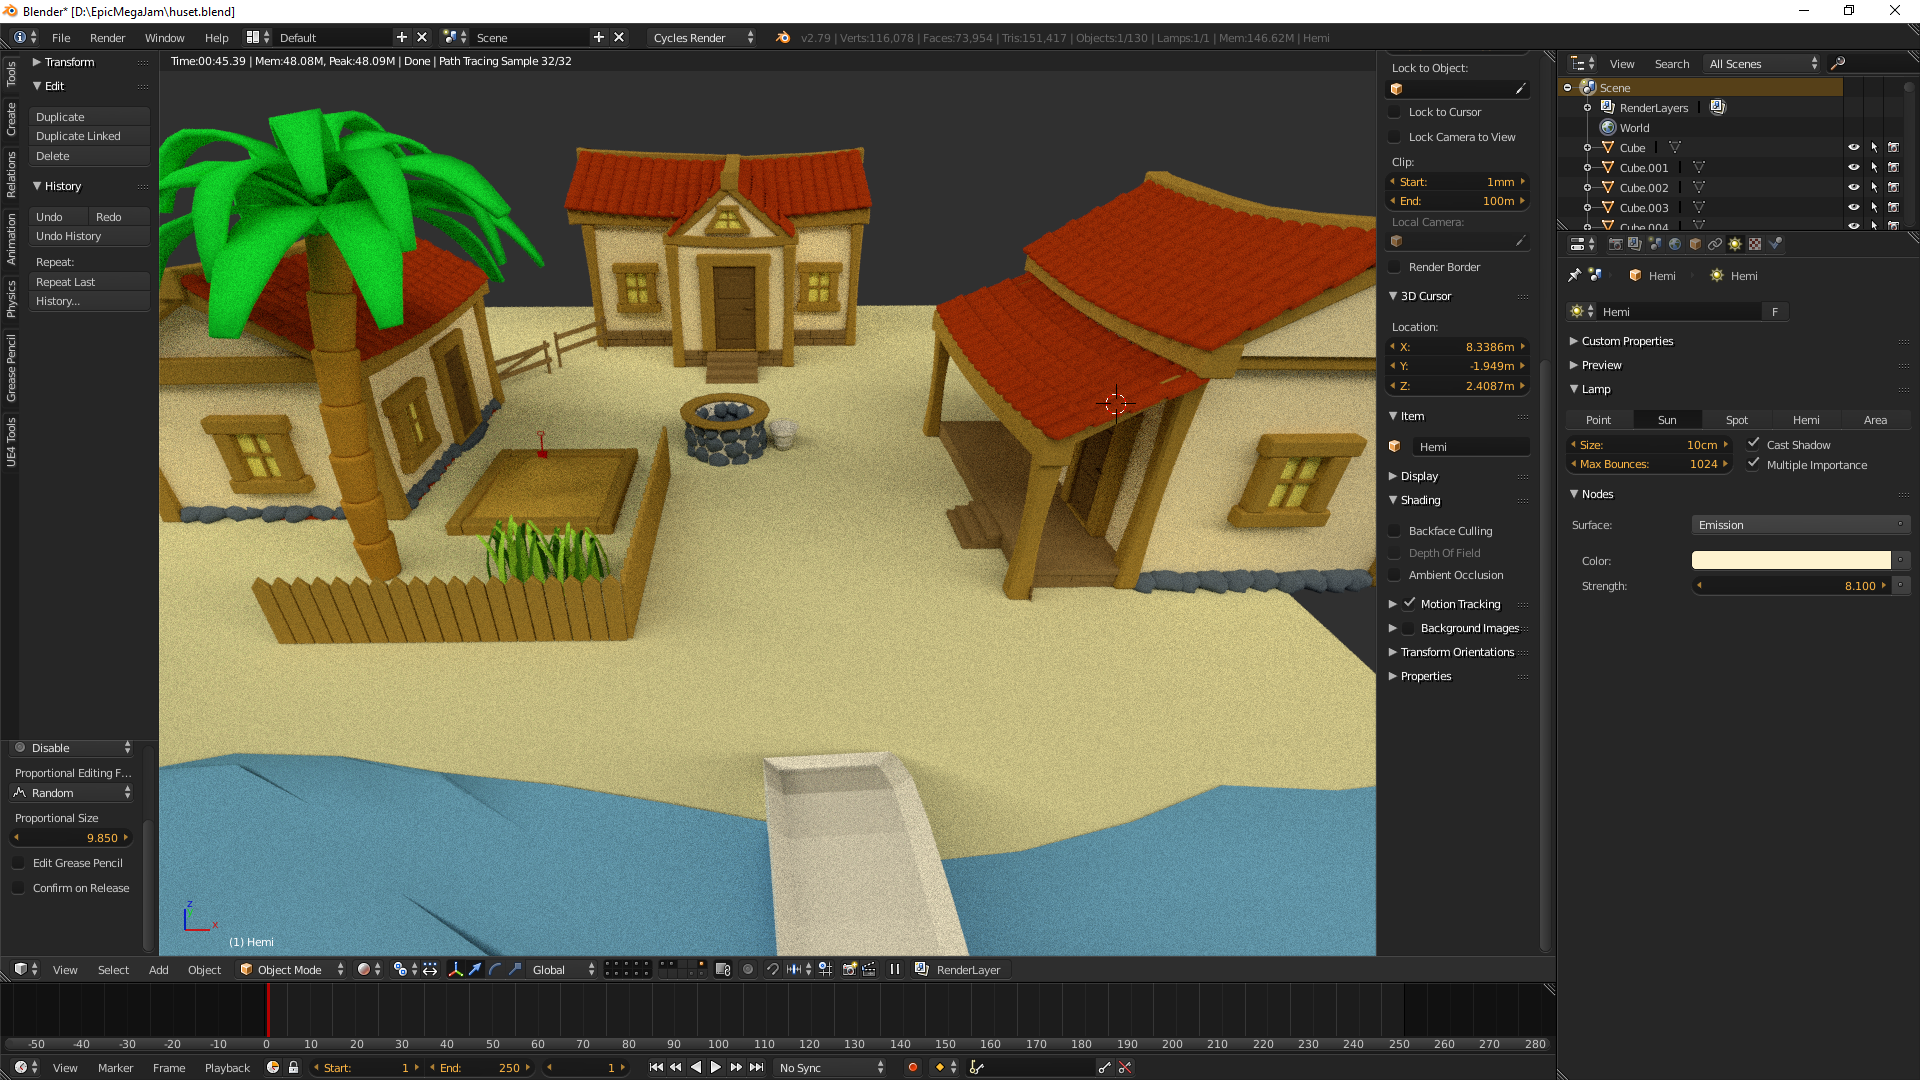 Blender* [D:\EpicMegaJam\huset.blend]
File Render Window Help Default Scene Cycles Render v2.79 | Verts:116,078 | Faces:73,954 | Tris:151,417 | Objects:1/130 | Lamps:1/1 | Mem:146.62M | Hemi
Time:00:45.39 | Mem:48.08M, Peak:48.09M | Done | Path Tracing Sample 32/32
Tools
Create
Relations
Animation
Physics
Grease Pencil
UE4 Tools
Transform
Edit
Duplicate
Duplicate Linked
Delete
History
Undo Redo
Undo History
Repeat:
Repeat Last
History...
Disable
Proportional Editing F...
Random
Proportional Size
9.850
Edit Grease Pencil
Confirm on Release
z
x
(1) Hemi
Lock to Object:
Lock to Cursor
Lock Camera to View
Clip:
Start: 1mm
End: 100m
Local Camera:
Render Border
3D Cursor
Location:
X: 8.3386m
Y: -1.949m
Z: 2.4087m
Item
Hemi
Display
Shading
Backface Culling
Depth Of Field
Ambient Occlusion
Motion Tracking
Background Images
Transform Orientations
Properties
View Search All Scenes
Scene
RenderLayers
World
Cube
Cube.001
Cube.002
Cube.003
Cube.004
Hemi Hemi
Hemi F
Custom Properties
Preview
Lamp
Point Sun Spot Hemi Area
Size: 10cm Cast Shadow
Max Bounces: 1024 Multiple Importance
Nodes
Surface: Emission
Color:
Strength: 8.100
View Select Add Object Object Mode Global RenderLayer
-50 -40 -30 -20 -10 0 10 20 30 40 50 60 70 80 90 100 110 120 130 140 150 160 170 180 190 200 210 220 230 240 250 260 270 280
View Marker Frame Playback Start: 1 End: 250 1 No Sync